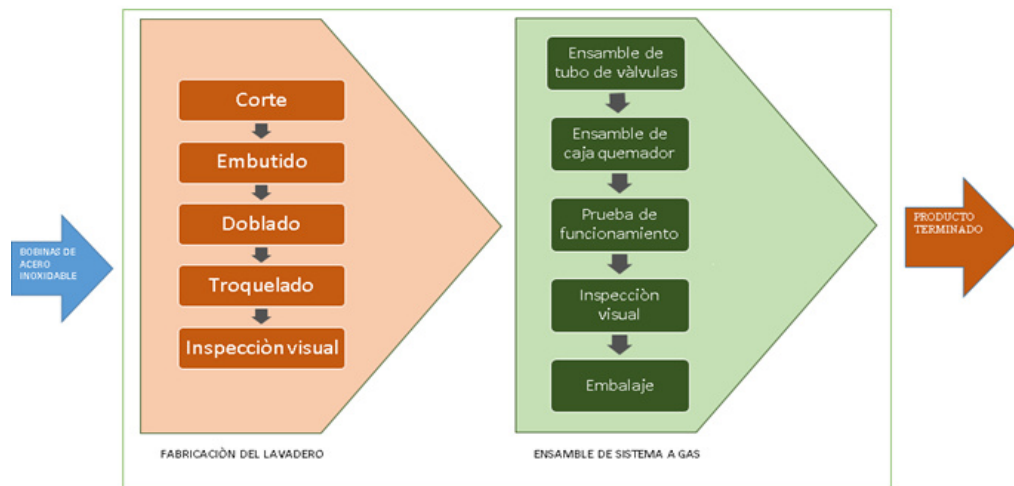 BOBINAS DE
ACERO
INOXIDABLE
Corte
Embutido
Doblado
Troquelado
Inspecciòn visual
FABRICACIÒN DEL LAVADERO
Ensamble de
tubo de vàlvulas
Ensamble de
caja quemador
Prueba de
funcionamiento
Inspecciòn
visual
Embalaje
ENSAMBLE DE SISTEMA A GAS
PRODUCTO
TERMINADO